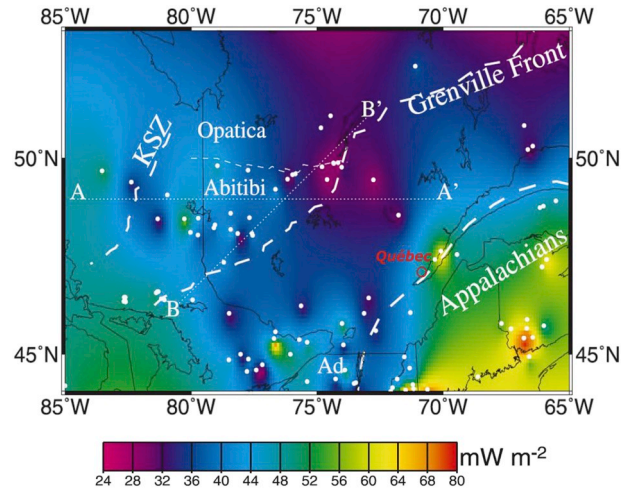 85°W 80°W 75°W 70°W 65°W
Grenville Front
B'
KSZ
Opatica
50°N 50°N
Abitibi
A A'
Québec
Appalachians
B
45°N 45°N
Ad
85°W 80°W 75°W 70°W 65°W
mW m-2
24 28 32 36 40 44 48 52 56 60 64 68 80